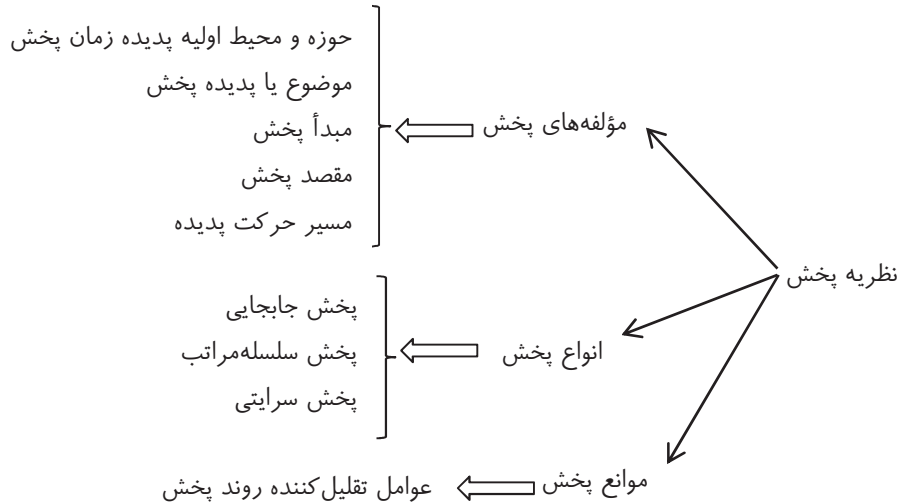 حوزه و محیط اولیه پدیده زمان پخش
موضوع یا پدیده پخش
مؤلفه‌های پخش
مبدأ پخش
مقصد پخش
مسیر حرکت پدیده
نظریه پخش
پخش جابجایی
انواع پخش
پخش سلسله‌مراتب
پخش سرایتی
موانع پخش
عوامل تقلیل‌کننده روند پخش